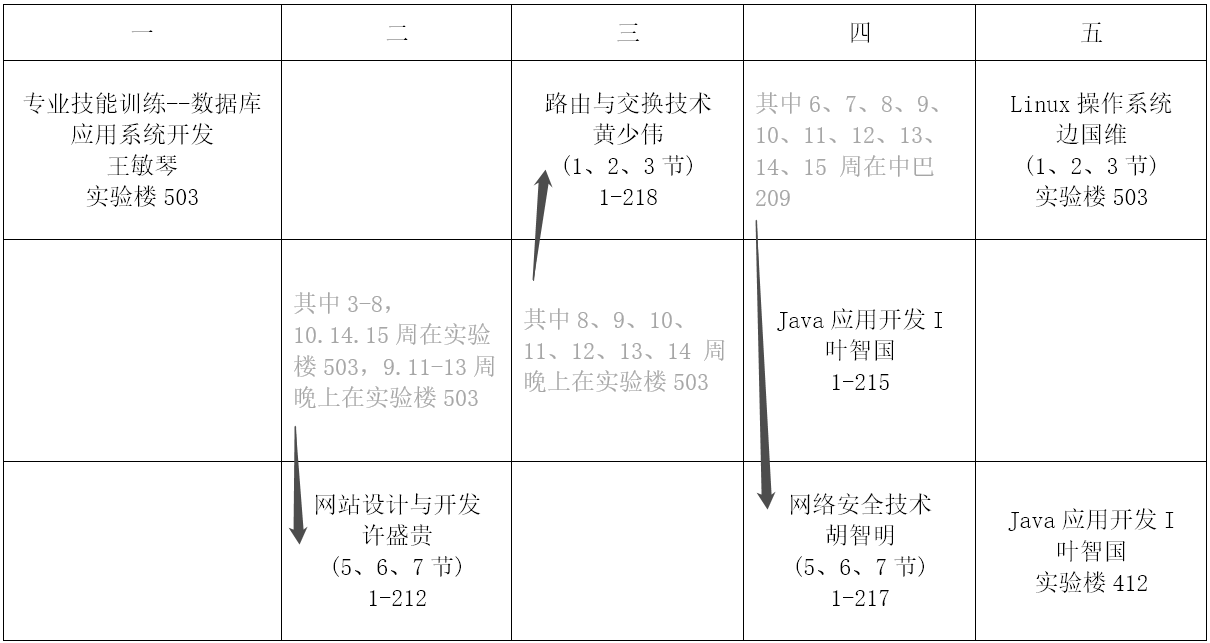 一
二
三
四
五
专业技能训练--数据库
应用系统开发
王敏琴
实验楼 503
路由与交换技术
黄少伟
(1、2、3 节)
1-218
其中 6、7、8、9、
10、11、12、13、
14、15 周在中巴
209
Linux 操作系统
边国维
(1、2、3 节)
实验楼 503
其中 3-8，
10.14.15 周在实验
楼 503，9.11-13 周
晚上在实验楼 503
其中 8、9、10、
11、12、13、14 周
晚上在实验楼 503
Java 应用开发 I
叶智国
1-215
网站设计与开发
许盛贵
(5、6、7 节)
1-212
网络安全技术
胡智明
(5、6、7 节)
1-217
Java 应用开发 I
叶智国
实验楼 412